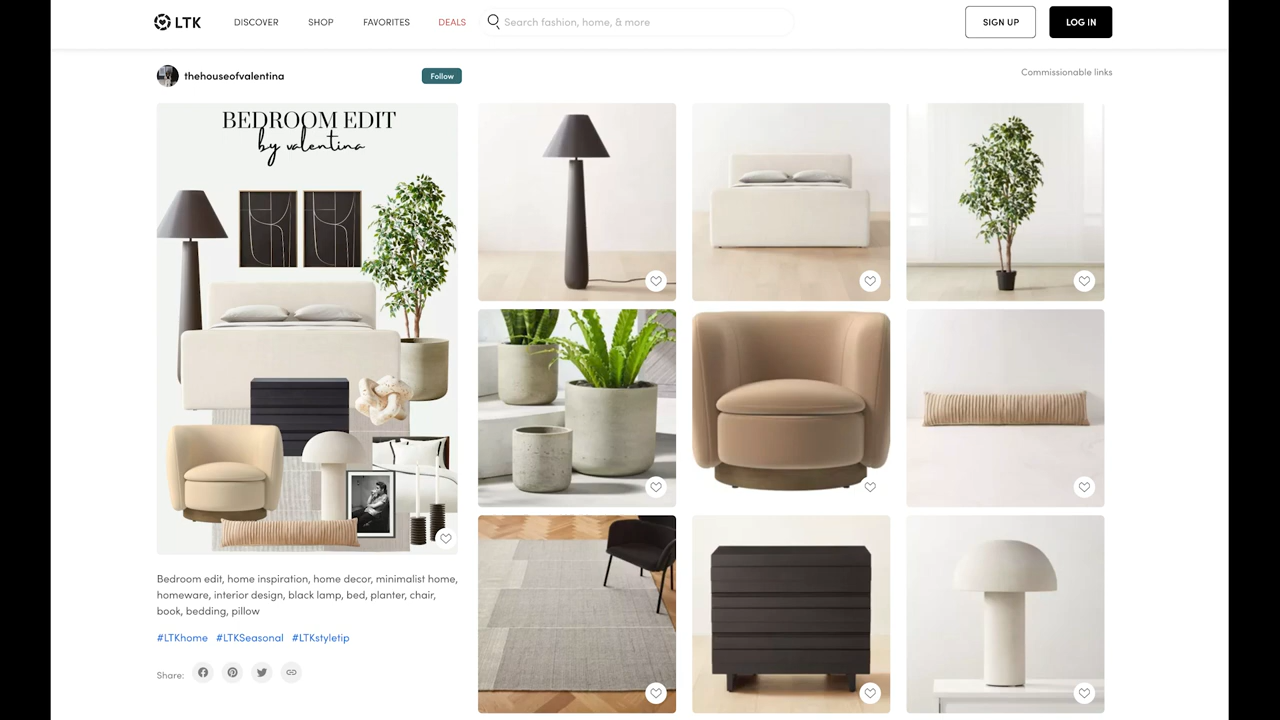 LTK
DISCOVER
SHOP
FAVORITES
DEALS
Search fashion, home, & more
SIGN UP
LOG IN
thehouseofvalentina
Follow
Commissionable links
BEDROOM EDIT
by valentina
Bedroom edit, home inspiration, home decor, minimalist home,
homeware, interior design, black lamp, bed, planter, chair,
book, bedding, pillow
#LTKhome #LTKSeasonal #LTKstyletip
Share: